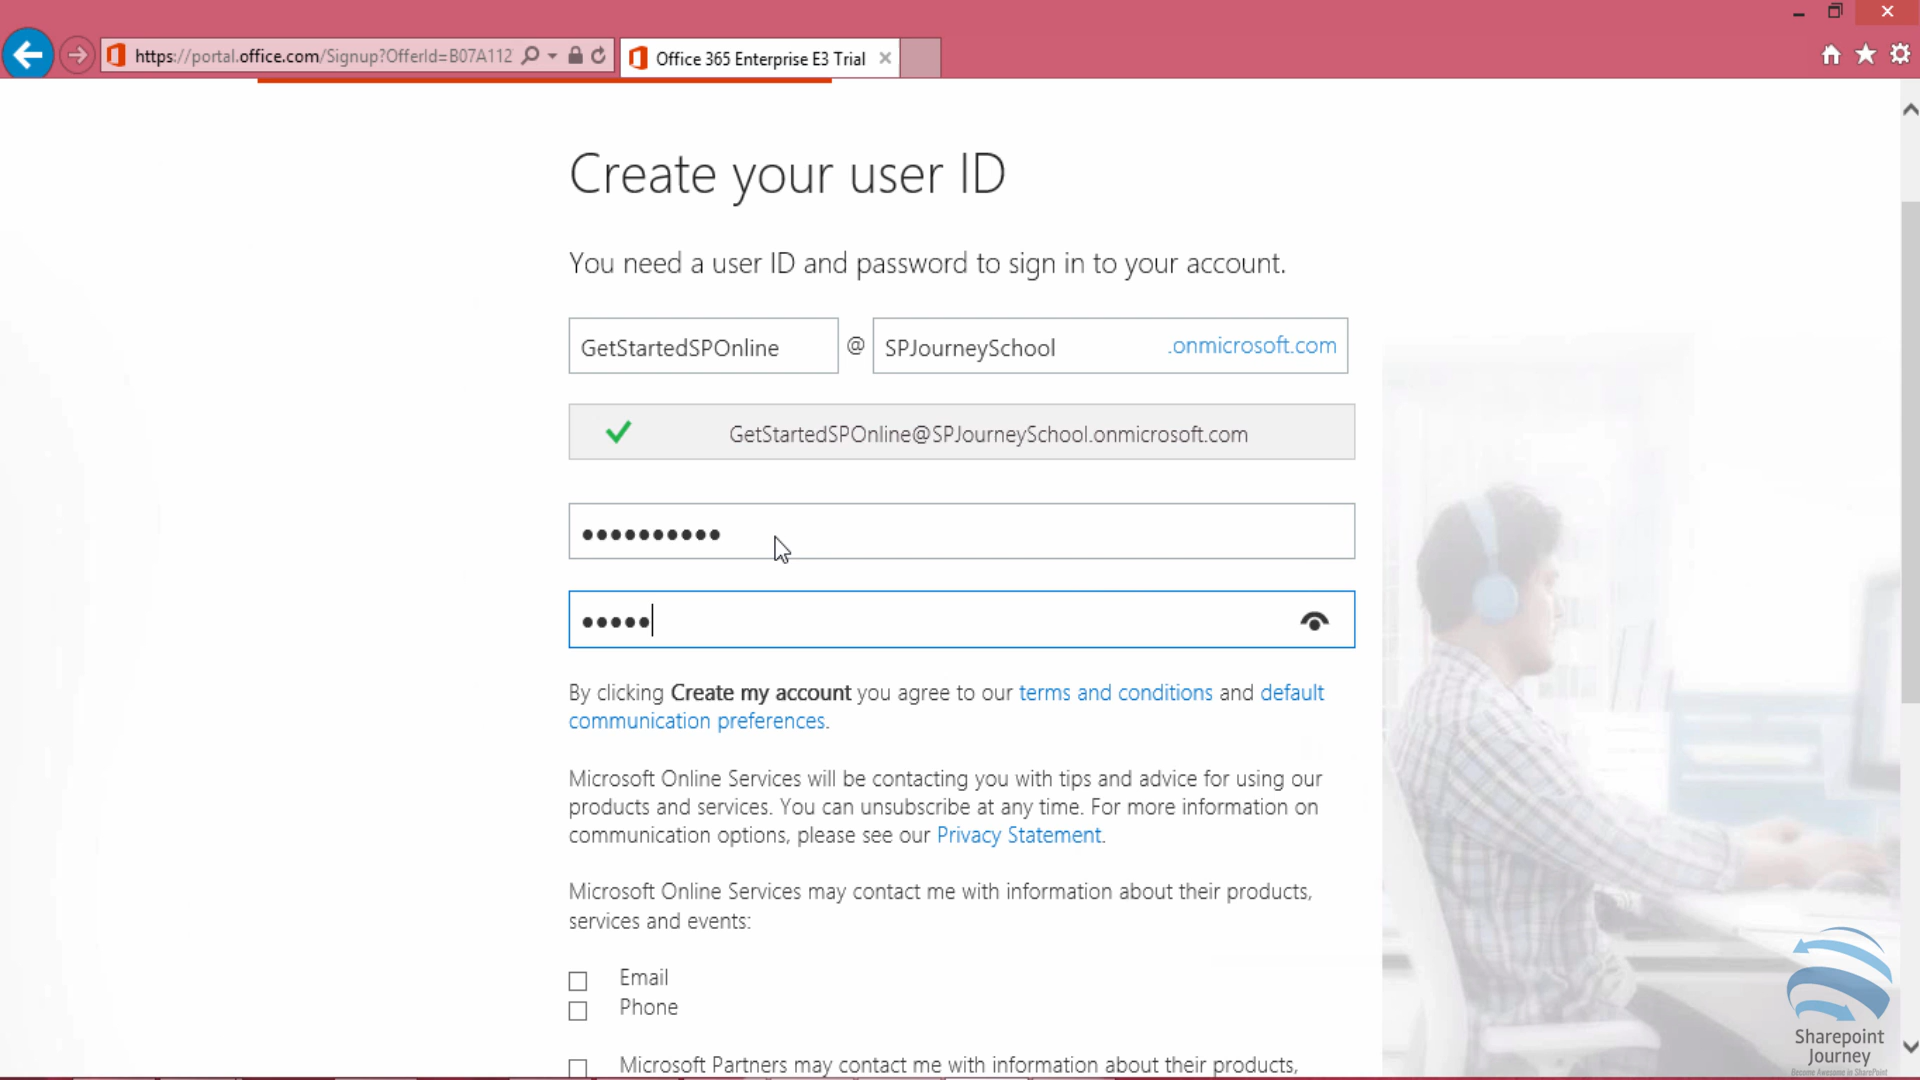 https://portal.office.com/Signup?OfferId=B07A112
Office 365 Enterprise E3 Trial
Create your user ID
You need a user ID and password to sign in to your account.
GetStartedSPOnline @ SPJourneySchool .onmicrosoft.com
GetStartedSPOnline@SPJourneySchool.onmicrosoft.com
By clicking Create my account you agree to our terms and conditions and default
communication preferences.
Microsoft Online Services will be contacting you with tips and advice for using our
products and services. You can unsubscribe at any time. For more information on
communication options, please see our Privacy Statement.
Microsoft Online Services may contact me with information about their products,
services and events:
Email
Phone
Microsoft Partners may contact me with information about their products,
Sharepoint
Journey
Become Awesome in SharePoint